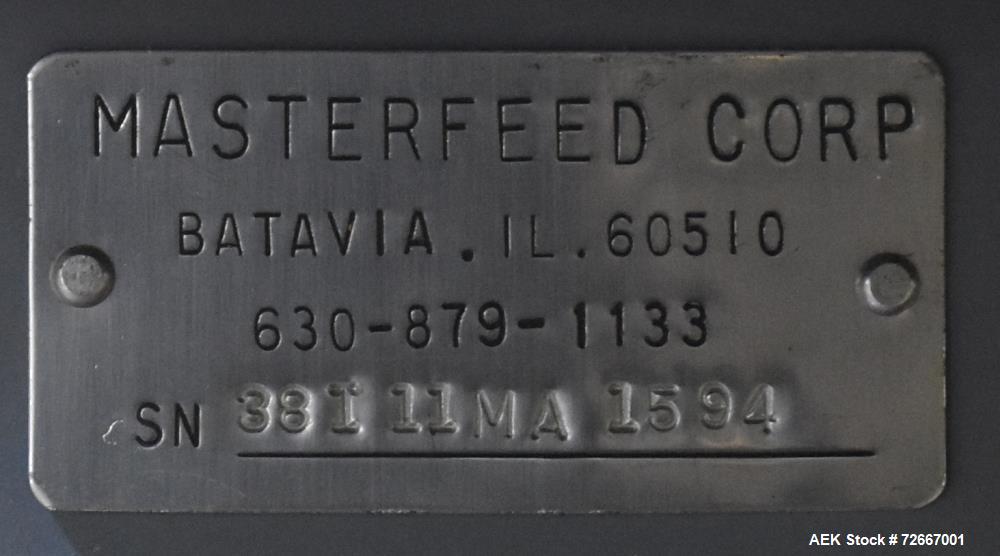 MASTERFEED CORP
BATAVIA. IL. 60510
630-879-1133
SN 38I 11MA 1594
AEK Stock # 72667001